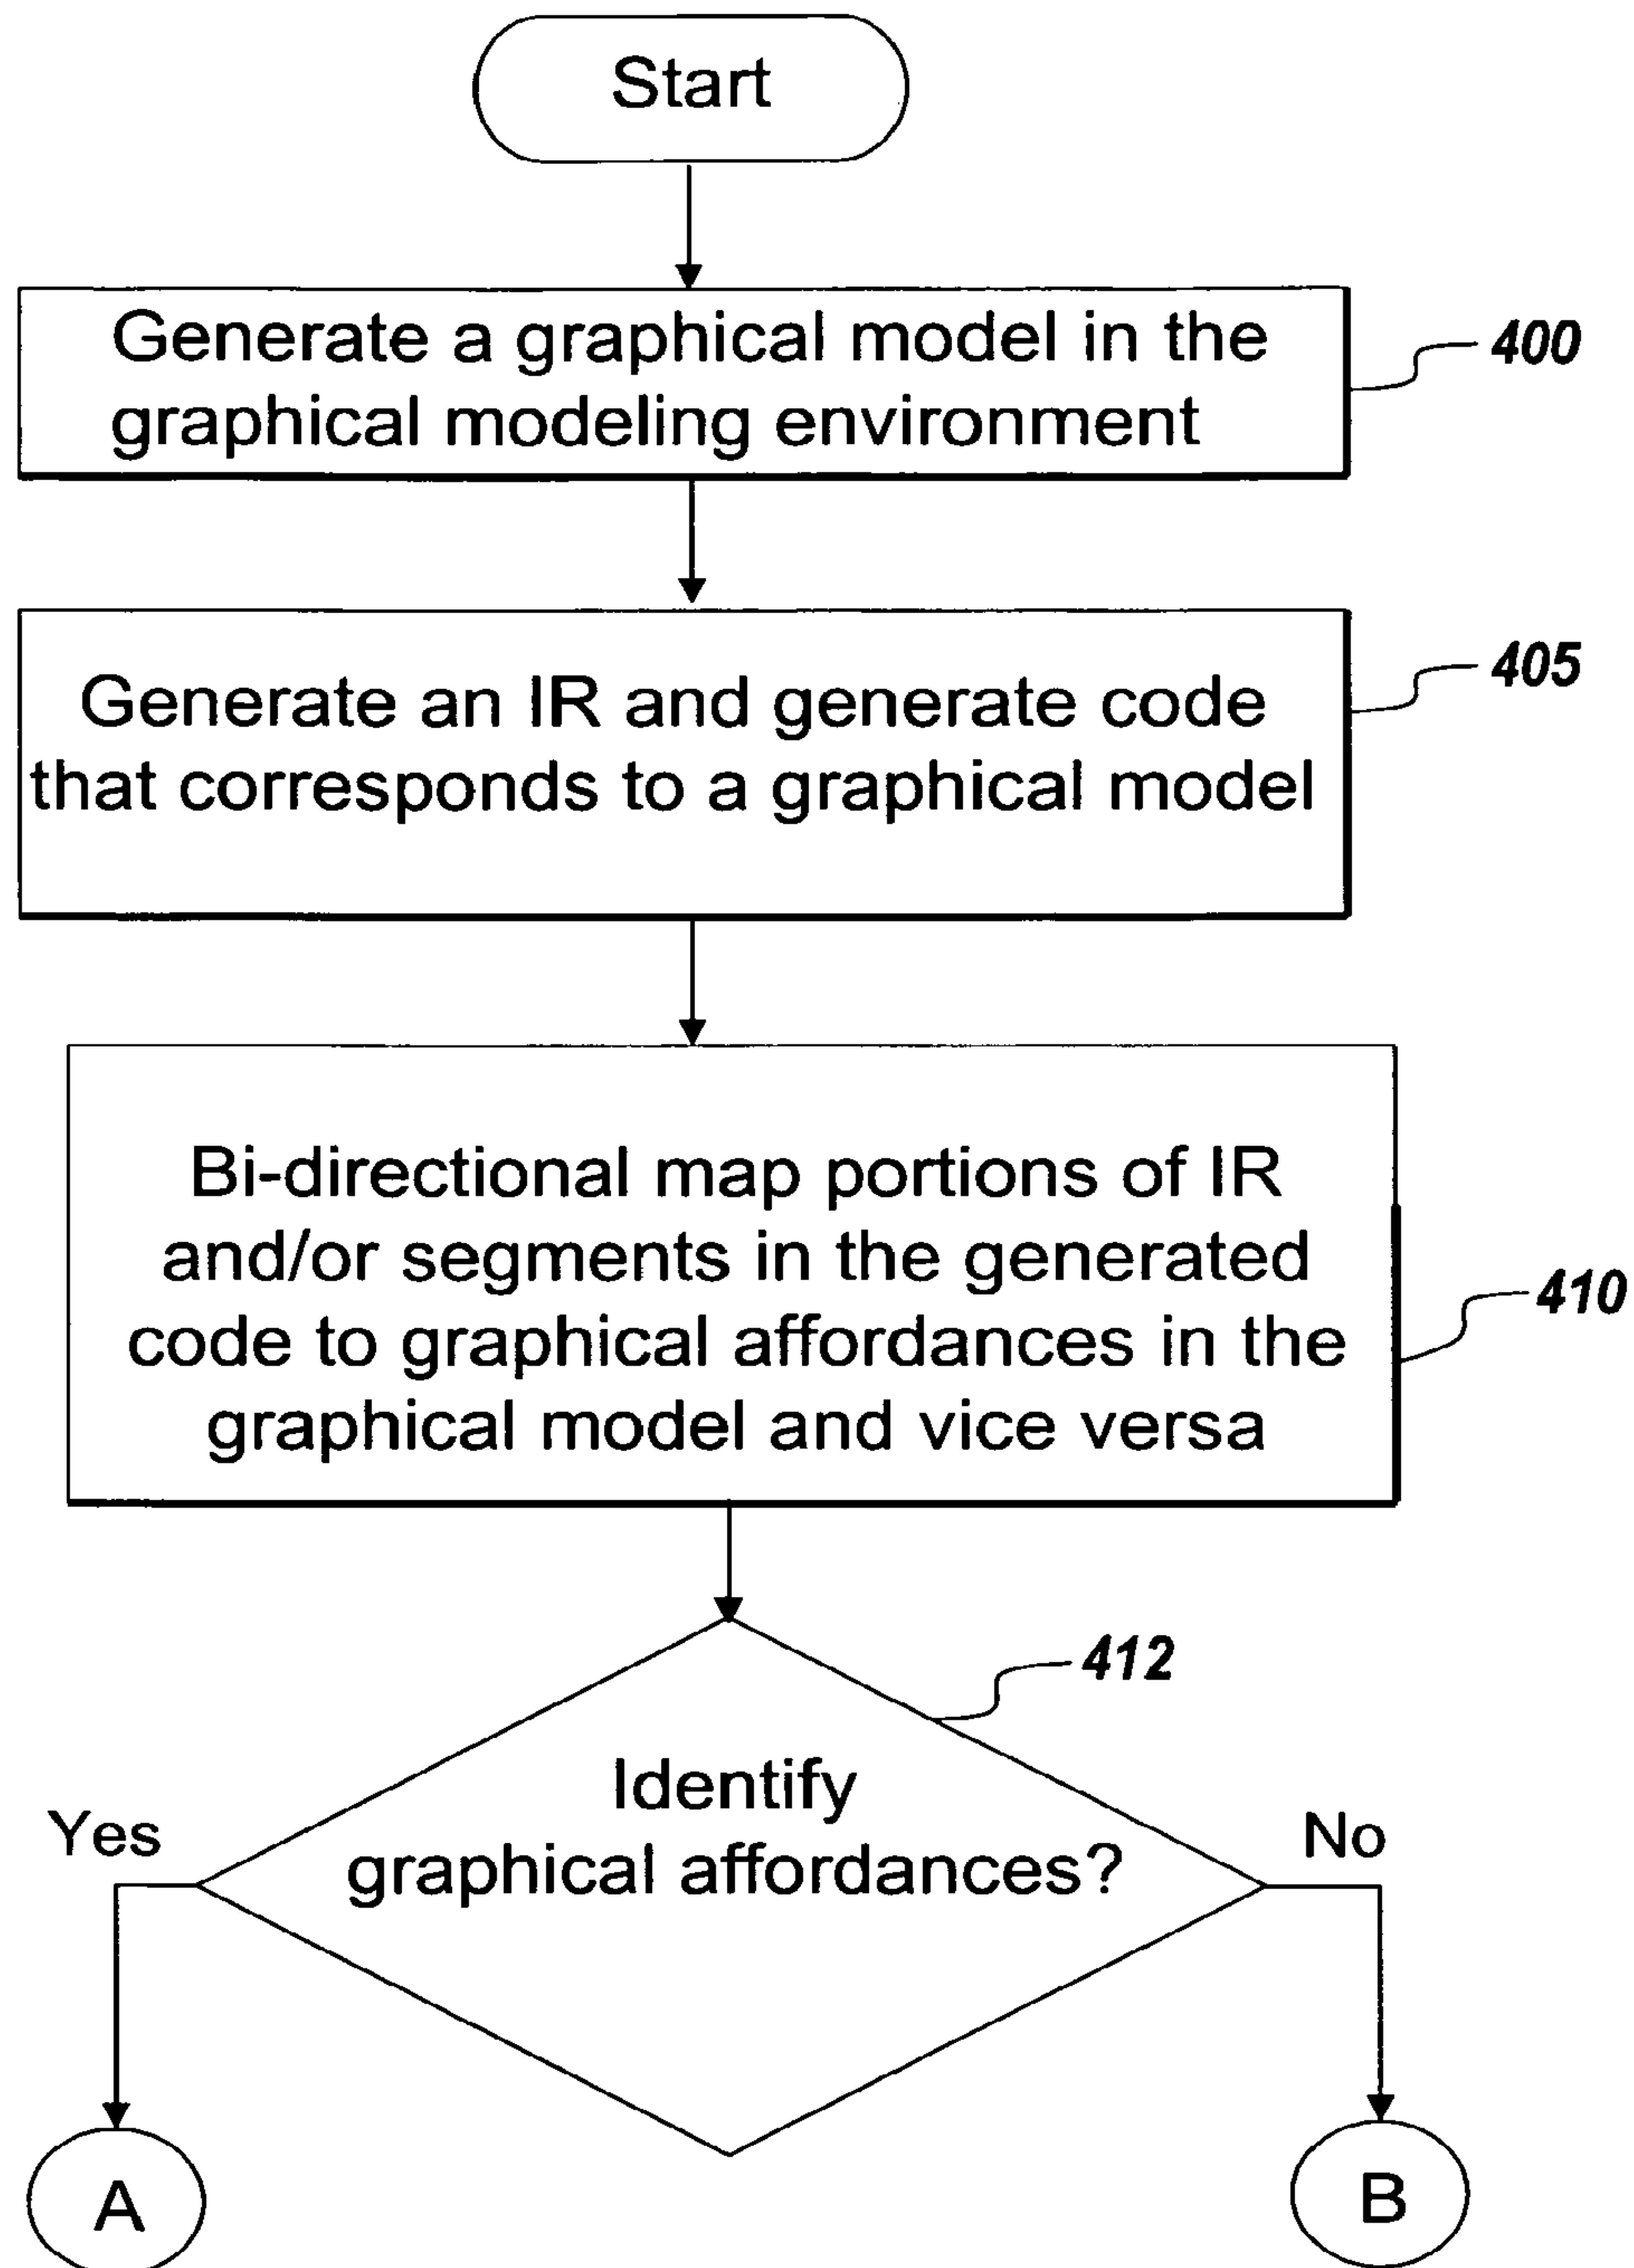 Start
Generate a graphical model in the
graphical modeling environment
400
Generate an IR and generate code
that corresponds to a graphical model
405
Bi-directional map portions of IR
and/or segments in the generated
code to graphical affordances in the
graphical model and vice versa
410
412
Identify
graphical affordances?
Yes
No
A
B